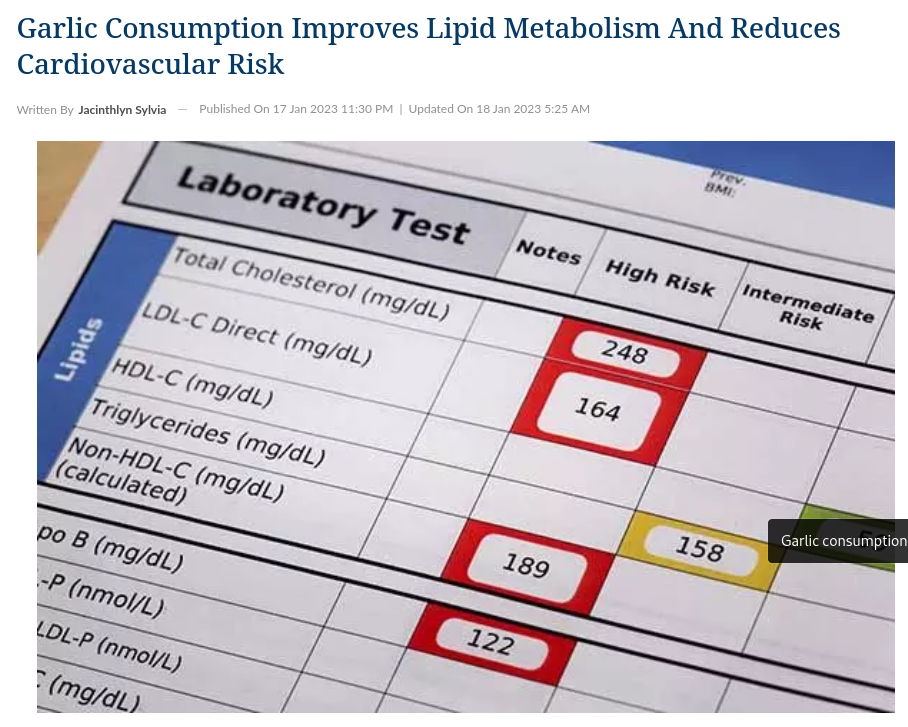 Garlic Consumption Improves Lipid Metabolism And Reduces
Cardiovascular Risk
Written By Jacinthlyn Sylvia — Published On 17 Jan 2023 11:30 PM | Updated On 18 Jan 2023 5:25 AM
Prev.
BMI:
Laboratory Test
Notes
High Risk
Intermediate
Risk
Lipids
Total Cholesterol (mg/dL)
248
LDL-C Direct (mg/dL)
164
HDL-C (mg/dL)
Triglycerides (mg/dL)
158
Non-HDL-C (mg/dL)
(calculated)
189
Garlic consumption
po B (mg/dL)
122
-P (nmol/L)
LDL-P (nmol/L)
C (mg/dL)